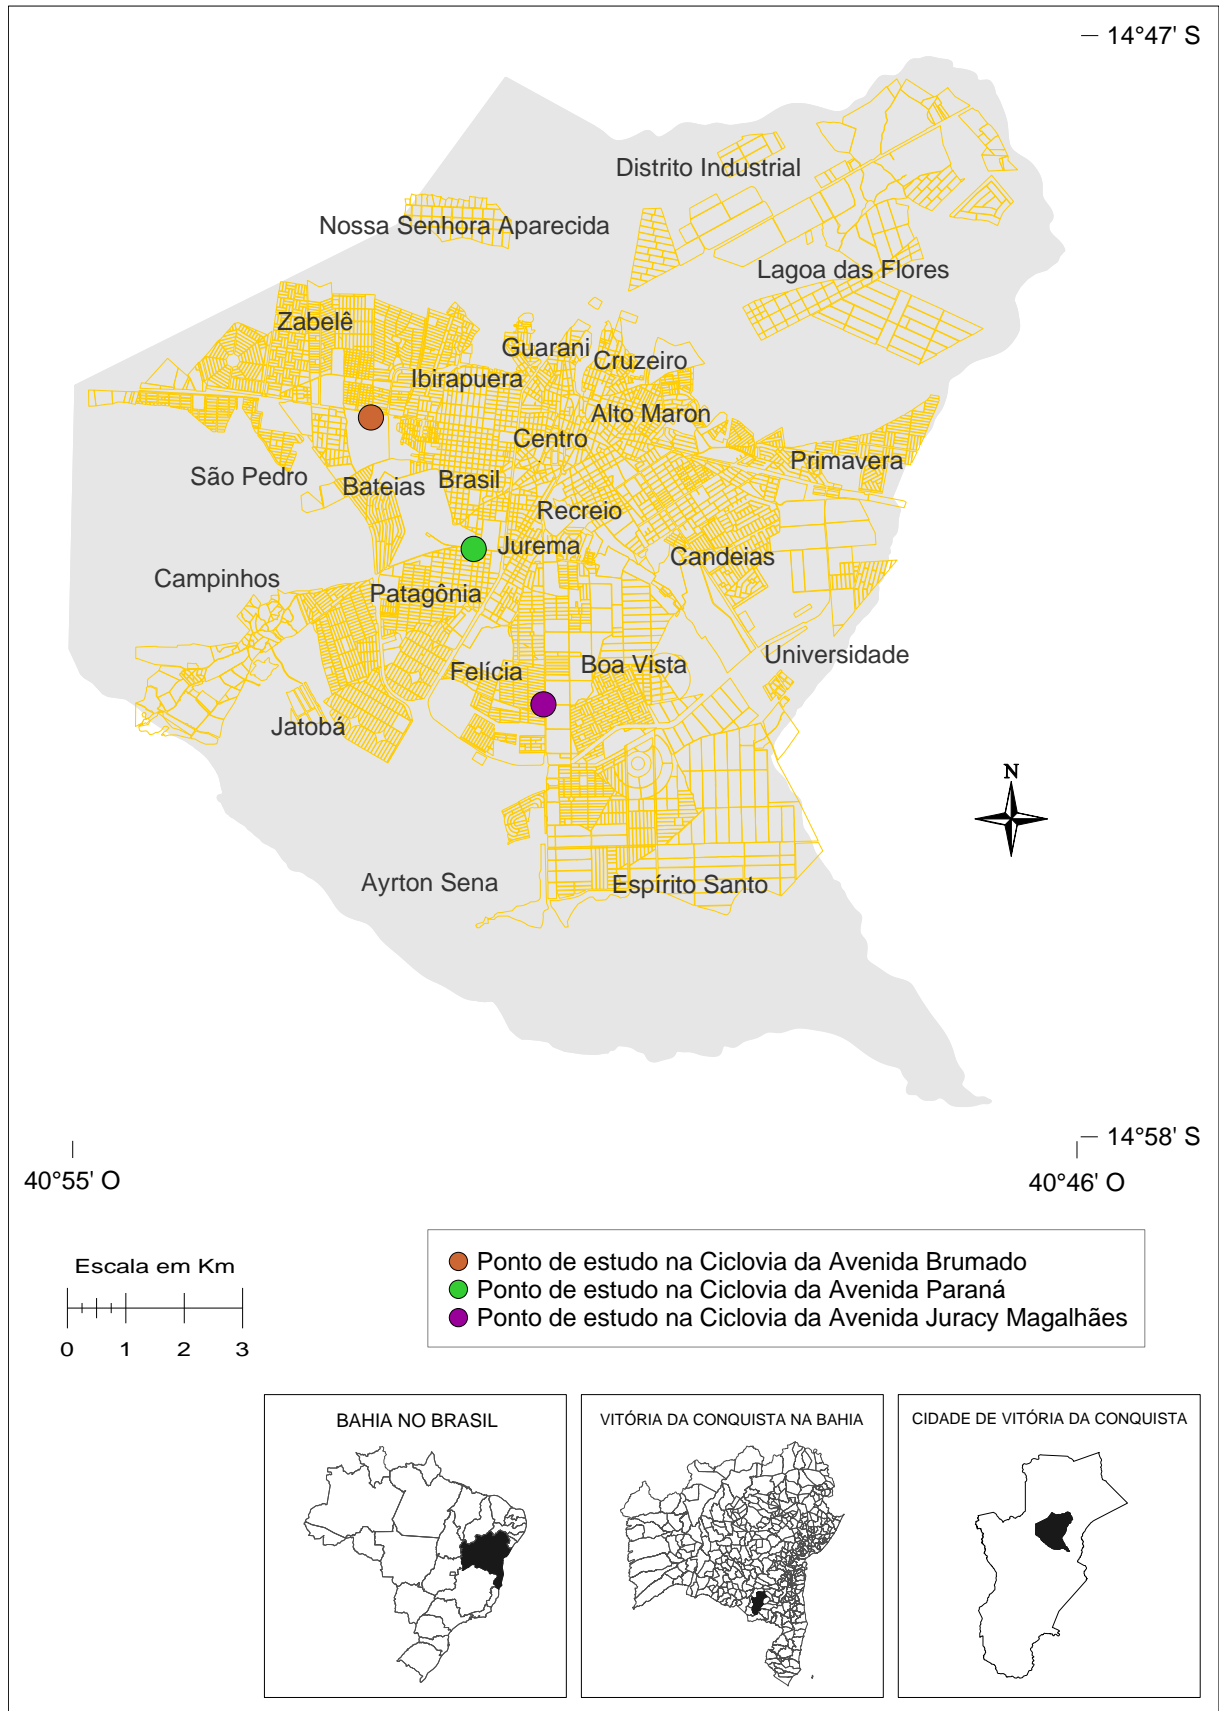 14°47' S
Distrito Industrial
Nossa Senhora Aparecida
Lagoa das Flores
Zabelê
Guarani
Cruzeiro
Ibirapuera
Alto Maron
Centro
Primavera
São Pedro
Bateias
Brasil
Recreio
Jurema
Candeias
Campinhos
Patagônia
Universidade
Felícia
Boa Vista
Jatobá
N
Ayrton Sena
Espírito Santo
14°58' S
40°55' O
40°46' O
Escala em Km
0 1 2 3
Ponto de estudo na Ciclovia da Avenida Brumado
Ponto de estudo na Ciclovia da Avenida Paraná
Ponto de estudo na Ciclovia da Avenida Juracy Magalhães
BAHIA NO BRASIL
VITÓRIA DA CONQUISTA NA BAHIA
CIDADE DE VITÓRIA DA CONQUISTA